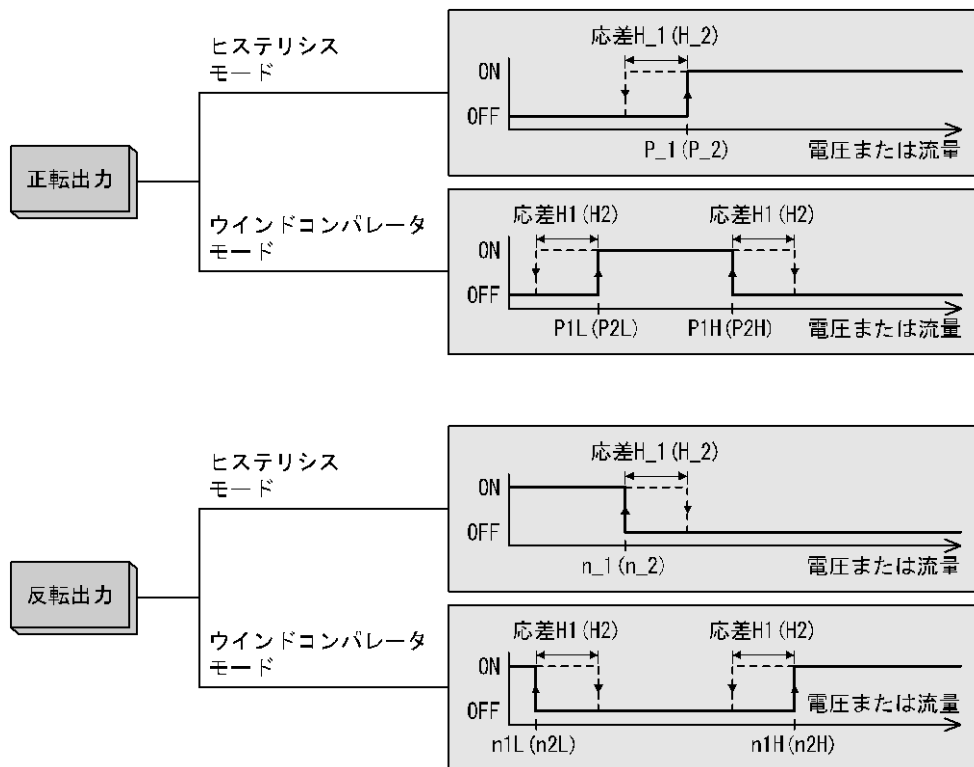 正転出力
ヒステリシス
モード
応差H_1(H_2)
ON
OFF
P_1(P_2)
電圧または流量
ウインドコンパレータ
モード
応差H1(H2)
応差H1(H2)
ON
OFF
P1L(P2L)
P1H(P2H)
電圧または流量
反転出力
ヒステリシス
モード
応差H_1(H_2)
ON
OFF
n_1(n_2)
電圧または流量
ウインドコンパレータ
モード
応差H1(H2)
応差H1(H2)
ON
OFF
電圧または流量
n1L(n2L)
n1H(n2H)